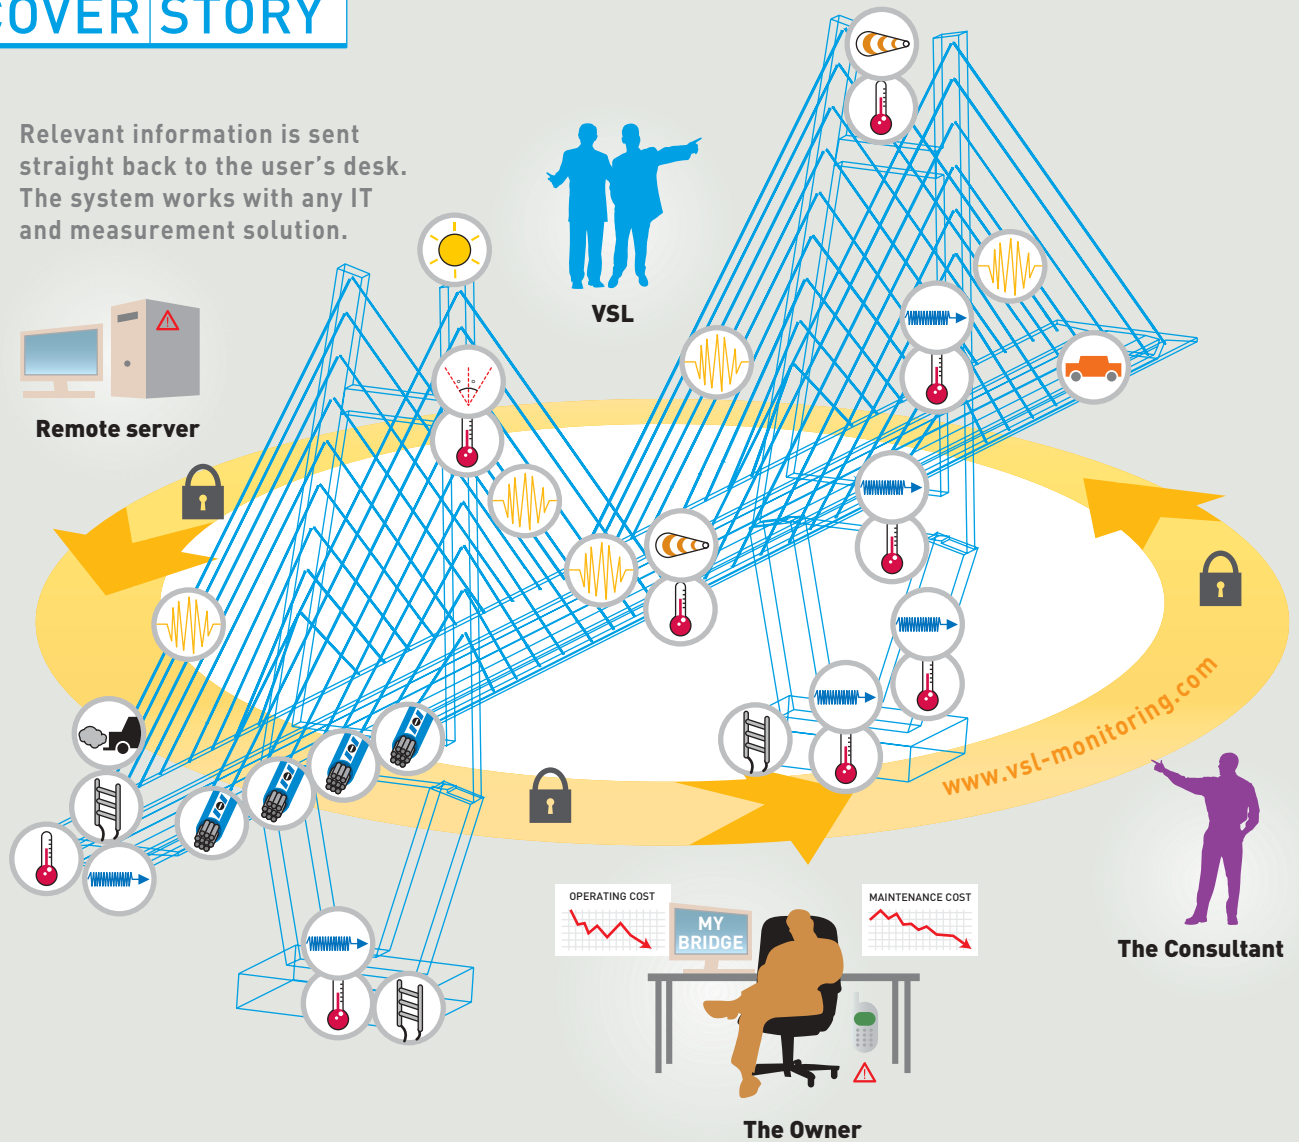 COVER STORY
Relevant information is sent
straight back to the user's desk.
The system works with any IT
and measurement solution.
VSL
Remote server
www.vsl-monitoring.com
OPERATING COST
MY
BRIDGE
MAINTENANCE COST
The Consultant
The Owner